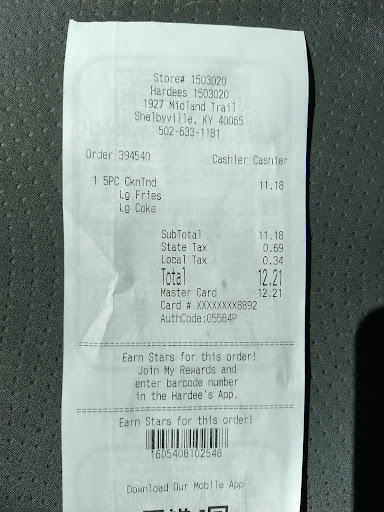 Store# 1503020
Hardees 1503020
1927 Midland Trail
Shelbyville, KY 40065
502-633-1181
Order 394540 Cashier Cashier
1 5PC CknTnd 11.18
Lg Fries
Lg Coke
SubTotal 11.18
State Tax 0.69
Local Tax 0.34
Total 12.21
Master Card 12.21
Card # XXXXXXXX8892
AuthCode:05584P
================================
Earn Stars for this order!
Join My Rewards and
enter barcode number
in the Hardee's App.
================================
Earn Stars for this order!
1605408102548
Download Our Mobile App